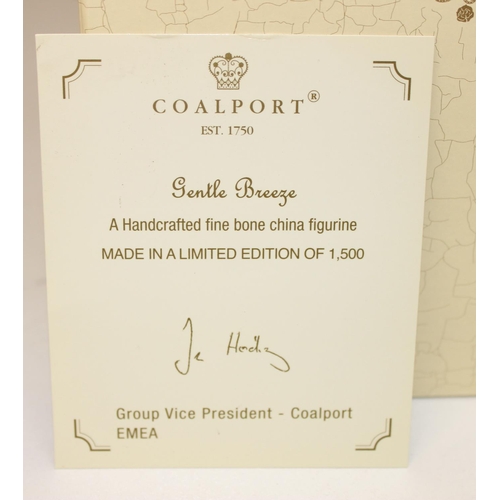 COALPORT®
EST. 1750
Gentle Breeze
A Handcrafted fine bone china figurine
MADE IN A LIMITED EDITION OF 1,500
Group Vice President - Coalport
EMEA